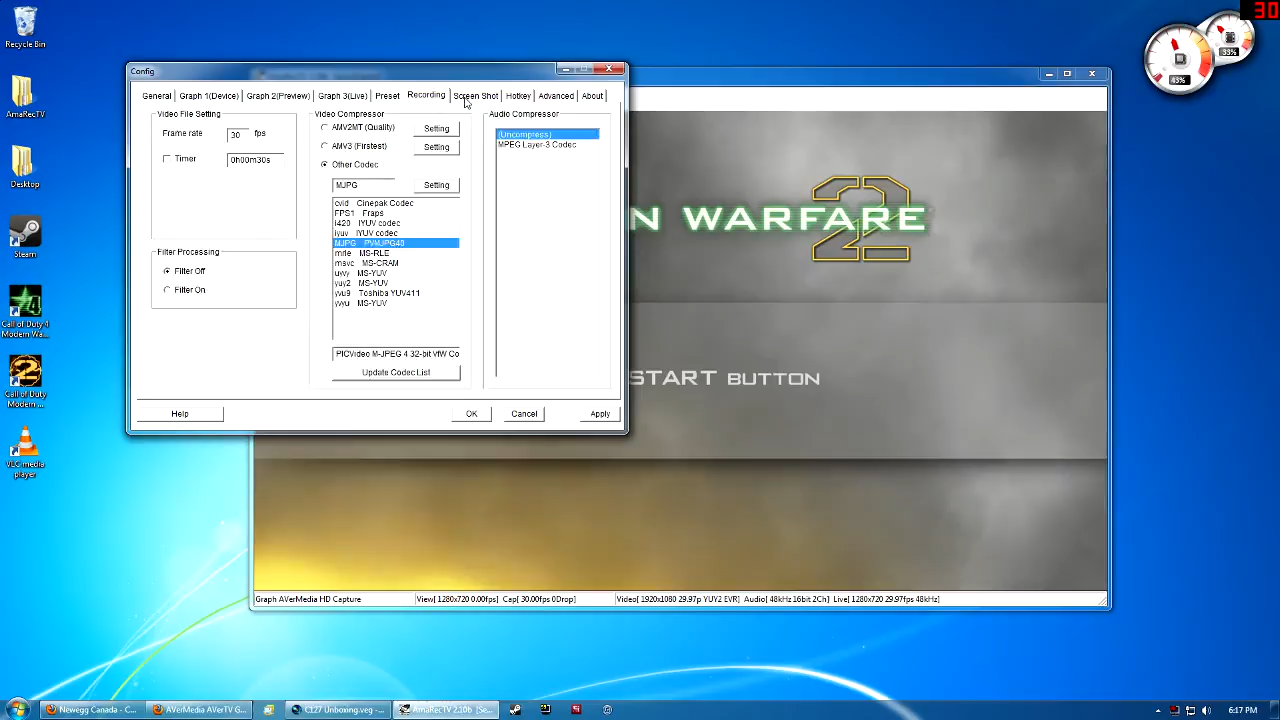 30
Recycle Bin
AmaRecTV
Desktop
Steam
Call of Duty 4
Modern Wa...
Call of Duty
Modern ...
VLC media
player
33%
43%
Config
General
Graph 1(Device)
Graph 2(Preview)
Graph 3(Live)
Preset
Recording
Screen Shot
Hotkey
Advanced
About
Video File Setting
Frame rate 30 fps
Timer 0h00m30s
Filter Processing
Filter Off
Filter On
Video Compressor
AMV2MT (Quality) Setting
AMV3 (Firstest) Setting
Other Codec
MJPG Setting
cvid Cinepak Codec
FPS1 Fraps
i420 IYUV codec
iyuv IYUV codec
MJPG PVMJPG40
mrle MS-RLE
msvc MS-CRAM
uyvy MS-YUV
yuy2 MS-YUV
yvu9 Toshiba YUV411
yvyu MS-YUV
PICVideo M-JPEG 4 32-bit VfW Co
Update Codec List
Audio Compressor
(Uncompress)
MPEG Layer-3 Codec
Help
OK
Cancel
Apply
N WARFARE
2
START BUTTON
Graph AVerMedia HD Capture
View[ 1280x720 0.00fps] Cap[ 30.00fps 0Drop]
Video[ 1920x1080 29.97p YUY2 EVR] Audio[ 48kHz 16bit 2Ch] Live[ 1280x720 29.97fps 48kHz]
Newegg Canada - C...
AVerMedia AVerTV G...
C127 Unboxing.veg -...
AmaRecTV 2.10b [Se...
6:17 PM